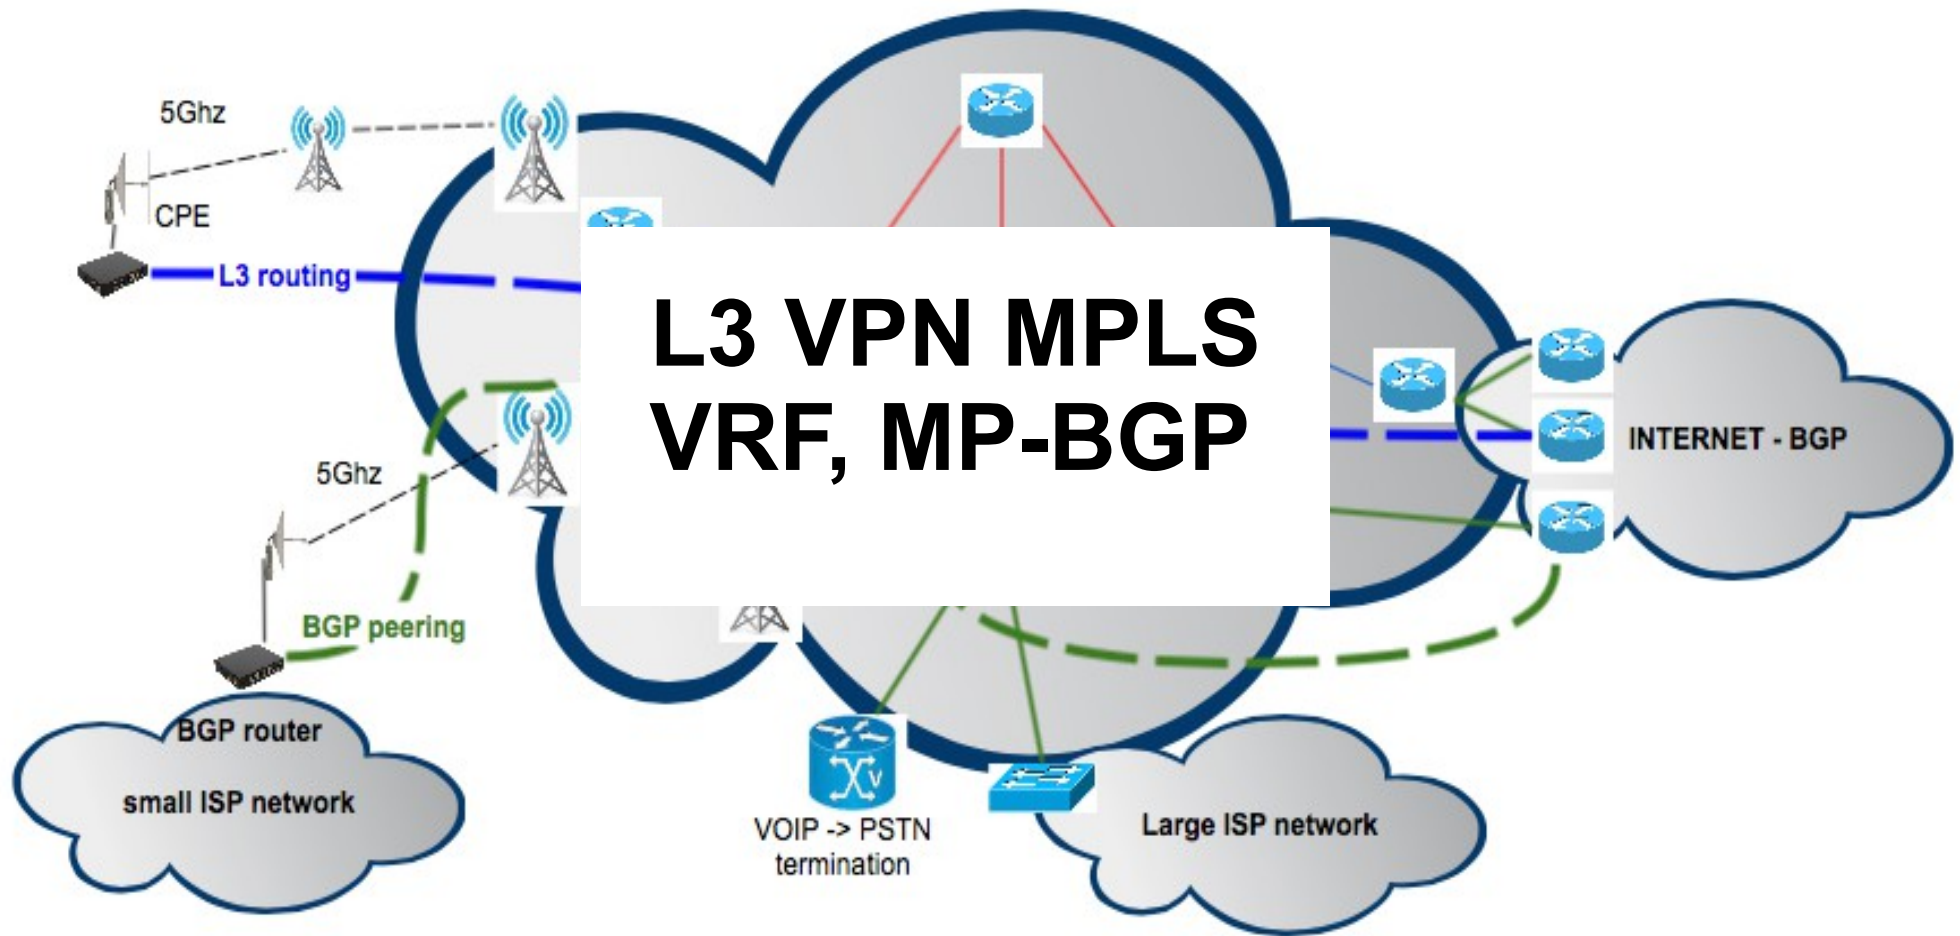 5Ghz
CPE
L3 routing
L3 VPN MPLS
VRF, MP-BGP
INTERNET - BGP
5Ghz
BGP peering
BGP router
small ISP network
VOIP -> PSTN
termination
V
Large ISP network